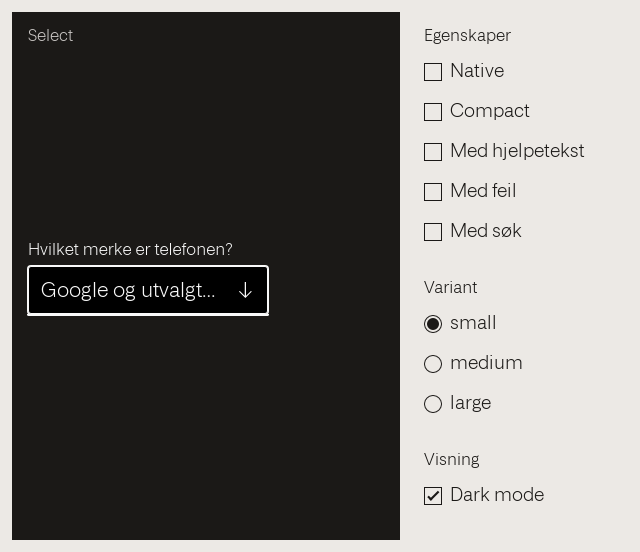 Select
Hvilket merke er telefonen?
Google og utvalgt...
Egenskaper
Native
Compact
Med hjelpetekst
Med feil
Med søk
Variant
small
medium
large
Visning
Dark mode